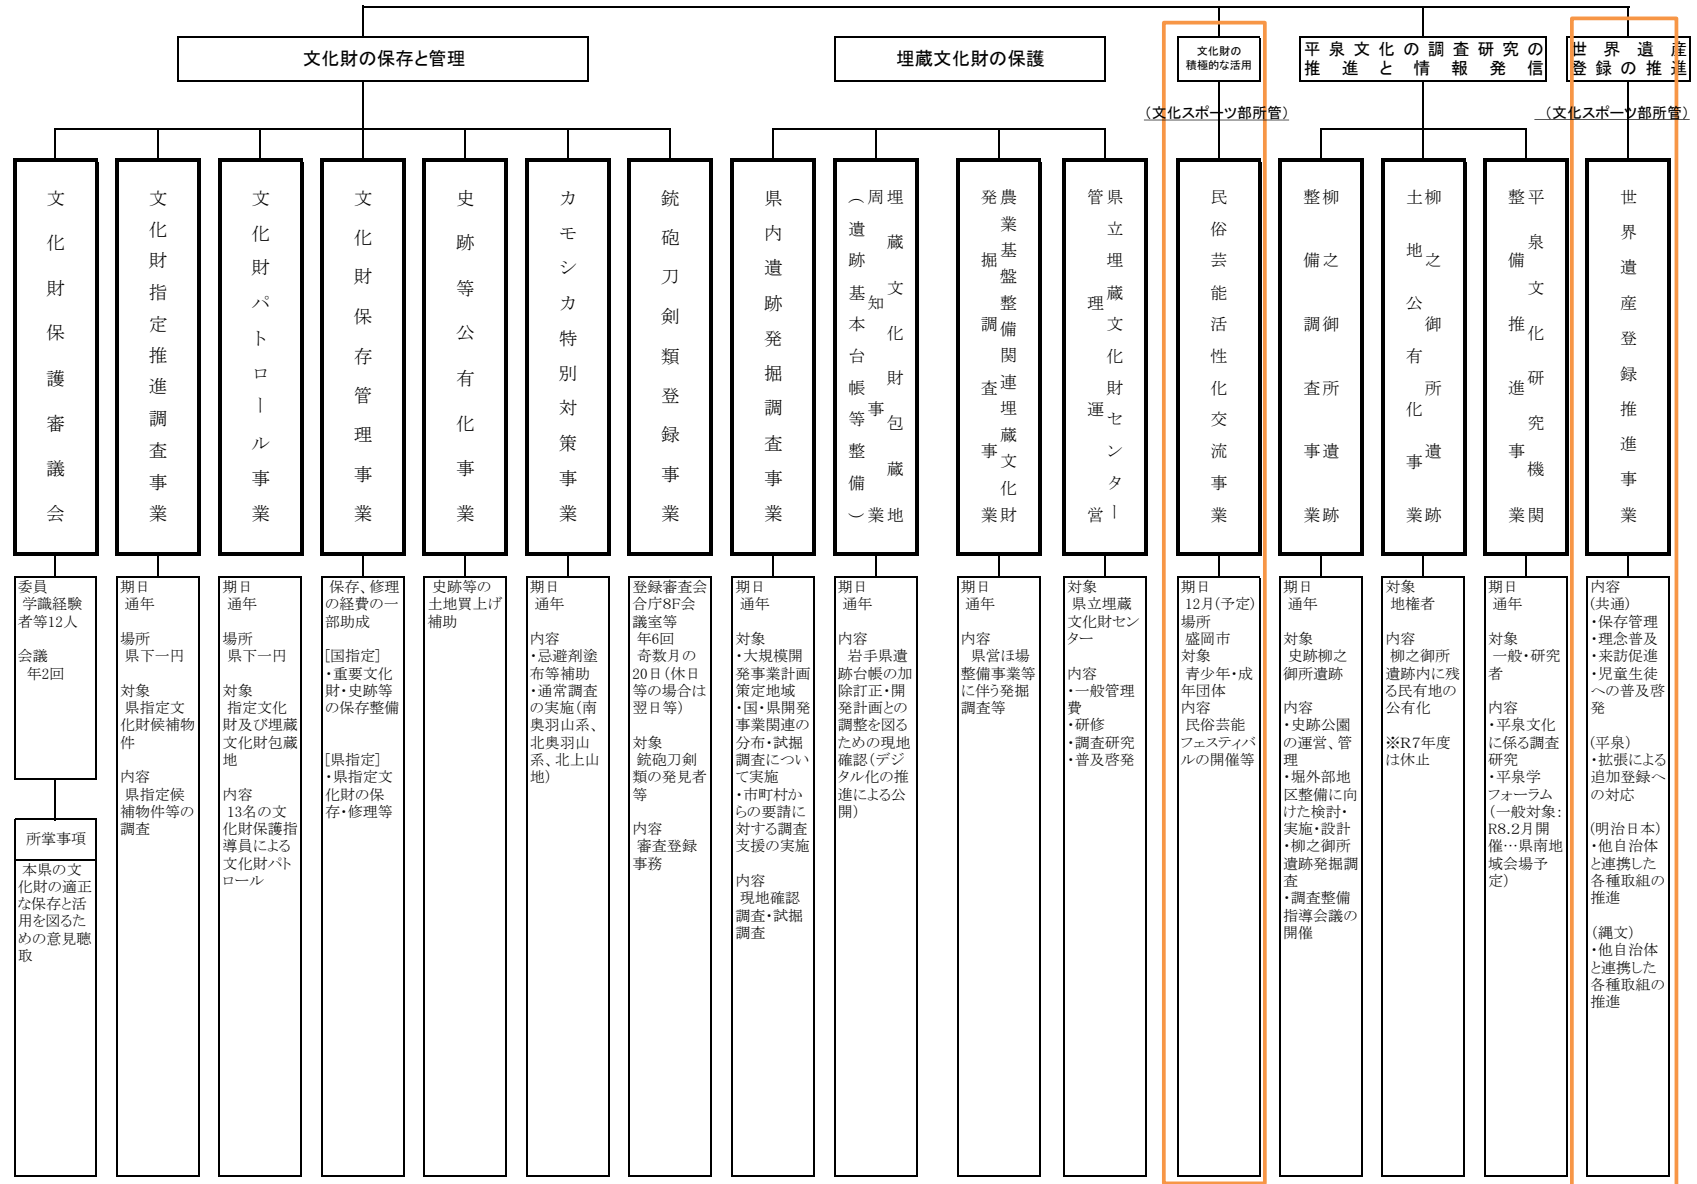 文化財の保存と管理
埋蔵文化財の保護
文化財の
積極的な活用
平泉文化の調査研究の
推進と情報発信
世界遺産
登録の推進
（文化スポーツ部所管）
（文化スポーツ部所管）
文化財保護審議会
委員
学識経験
者等12人
会議
年2回
所掌事項
本県の文
化財の適正
な保存と活
用を図るた
めの意見聴
取
文化財指定推進調査事業
期日
通年
場所
県下一円
対象
県指定文
化財候補物
件
内容
県指定候
補物件等の
調査
文化財パトロール事業
期日
通年
場所
県下一円
対象
指定文化
財及び埋蔵
文化財包蔵
地
内容
13名の文
化財保護指
導員による
文化財パト
ロール
文化財保存管理事業
保存、修理
の経費の一
部助成
[国指定]
・重要文化
財・史跡等
の保存整備
[県指定]
・県指定文
化財の保
存・修理等
史跡等公有化事業
史跡等の
土地買上げ
補助
カモシカ特別対策事業
期日
通年
内容
・忌避剤塗
布等補助
・通常調査
の実施（南
奥羽山系、
北奥羽山
系、北上山
地）
銃砲刀剣類登録事業
登録審査会
合庁8F会
議室等
年6回
奇数月の
20日（休日
等の場合は
翌日等）
対象
銃砲刀剣
類の発見者
等
内容
審査登録
事務
県内遺跡発掘調査事業
期日
通年
対象
・大規模開
発事業計画
策定地域
・国・県開発
事業関連の
分布・試掘
調査につい
て実施
・市町村か
らの要請に
対する調査
支援の実施
内容
現地確認
調査・試掘
調査
埋蔵文化財包蔵地
周知事業
（遺跡基本台帳等整備）
期日
通年
内容
岩手県遺
跡台帳の加
除訂正・開
発計画との
調整を図る
ための現地
確認（デジ
タル化の推
進による公
開）
農業基盤整備関連埋蔵文化財
発掘調査事業
期日
通年
内容
県営ほ場
整備事業等
に伴う発掘
調査等
県立埋蔵文化財センター
管理運営
対象
県立埋蔵
文化財セン
ター
内容
・一般管理
費
・研修
・調査研究
・普及啓発
民俗芸能活性化交流事業
期日
12月（予定）
場所
盛岡市
対象
青少年・成
年団体
内容
民俗芸能
フェスティバ
ルの開催等
柳之御所遺跡
整備調査事業
期日
通年
対象
史跡柳之
御所遺跡
内容
・史跡公園
の運営、管
理
・堀外部地
区整備に向
けた検討・
実施・設計
・柳之御所
遺跡発掘調
査
・調査整備
指導会議の
開催
柳之御所遺跡
土地公有化事業
対象
地権者
内容
柳之御所
遺跡内に残
る民有地の
公有化
※R7年度
は休止
平泉文化研究機関
整備推進事業
期日
通年
対象
一般・研究
者
内容
・平泉文化
に係る調査
研究
・平泉学
フォーラム
（一般対象：
R8.2月開
催…県南地
域会場予
定）
世界遺産登録推進事業
内容
（共通）
・保存管理
・理念普及
・来訪促進
・児童生徒
への普及啓
発
（平泉）
・拡張による
追加登録へ
の対応
（明治日本）
・他自治体
と連携した
各種取組の
推進
（縄文）
・他自治体
と連携した
各種取組の
推進